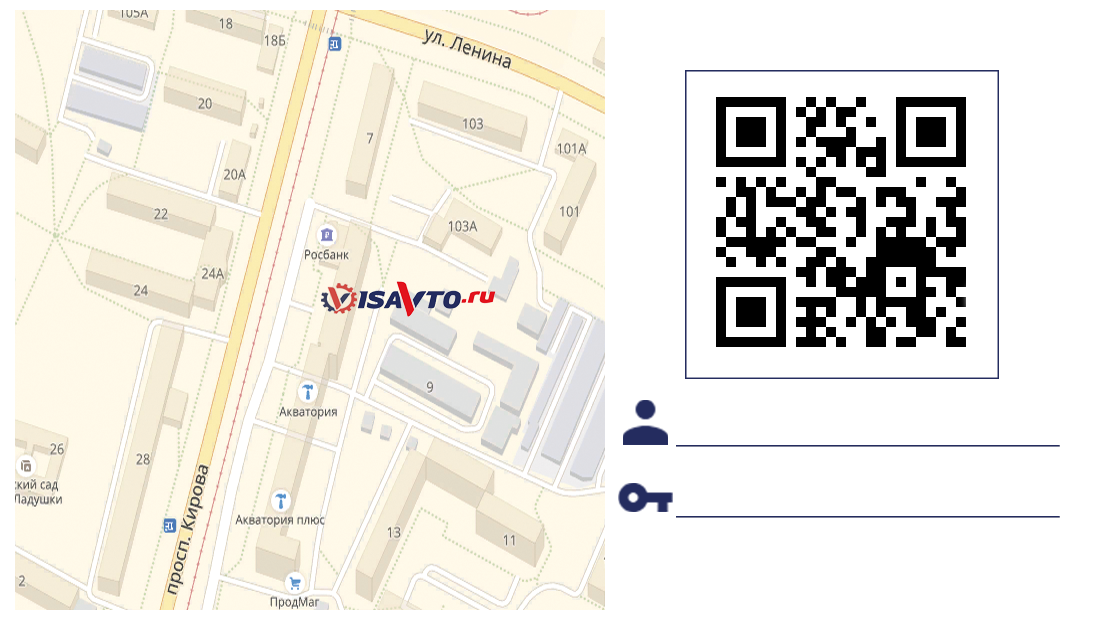 105А
18
18Б
ул. Ленина
20
7
103
101А
20А
22
101
103А
Росбанк
24А
24
VISAVTO.ru
9
Акватория
26
28
ский сад
Ладушки
Акватория плюс
просп. Кирова
13
11
2
ПродМаг